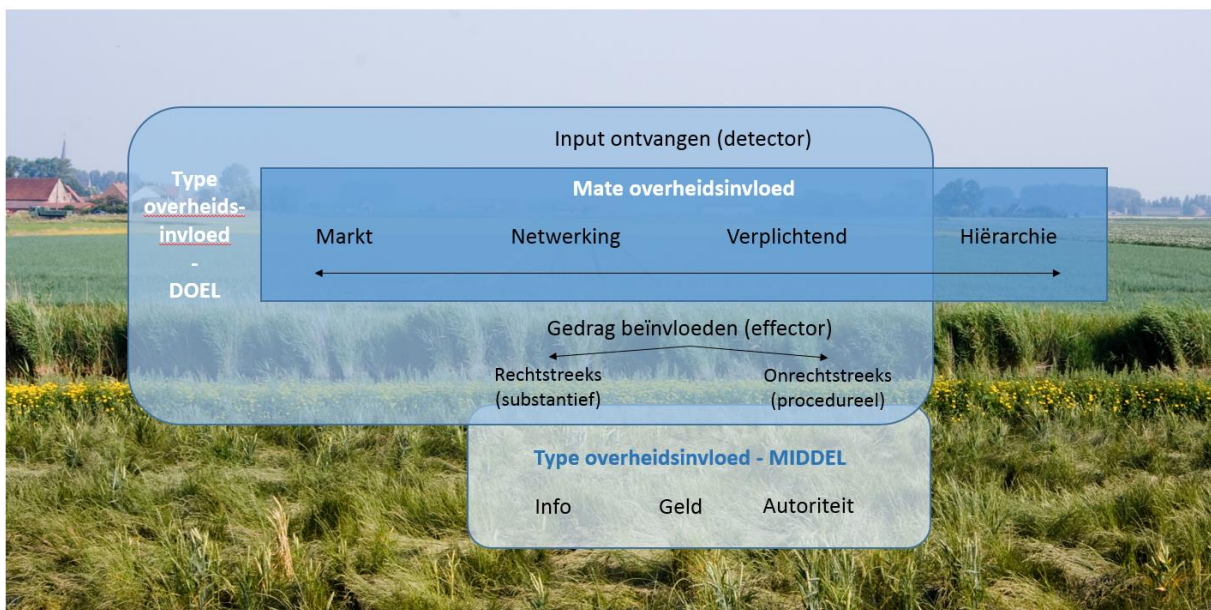 Input ontvangen (detector)
Type
overheids-
invloed
-
DOEL
Mate overheidsinvloed
Markt Netwerking Verplichtend Hiërarchie
Gedrag beïnvloeden (effector)
Rechtstreeks
(substantief)
Onrechtstreeks
(procedureel)
Type overheidsinvloed - MIDDEL
Info Geld Autoriteit